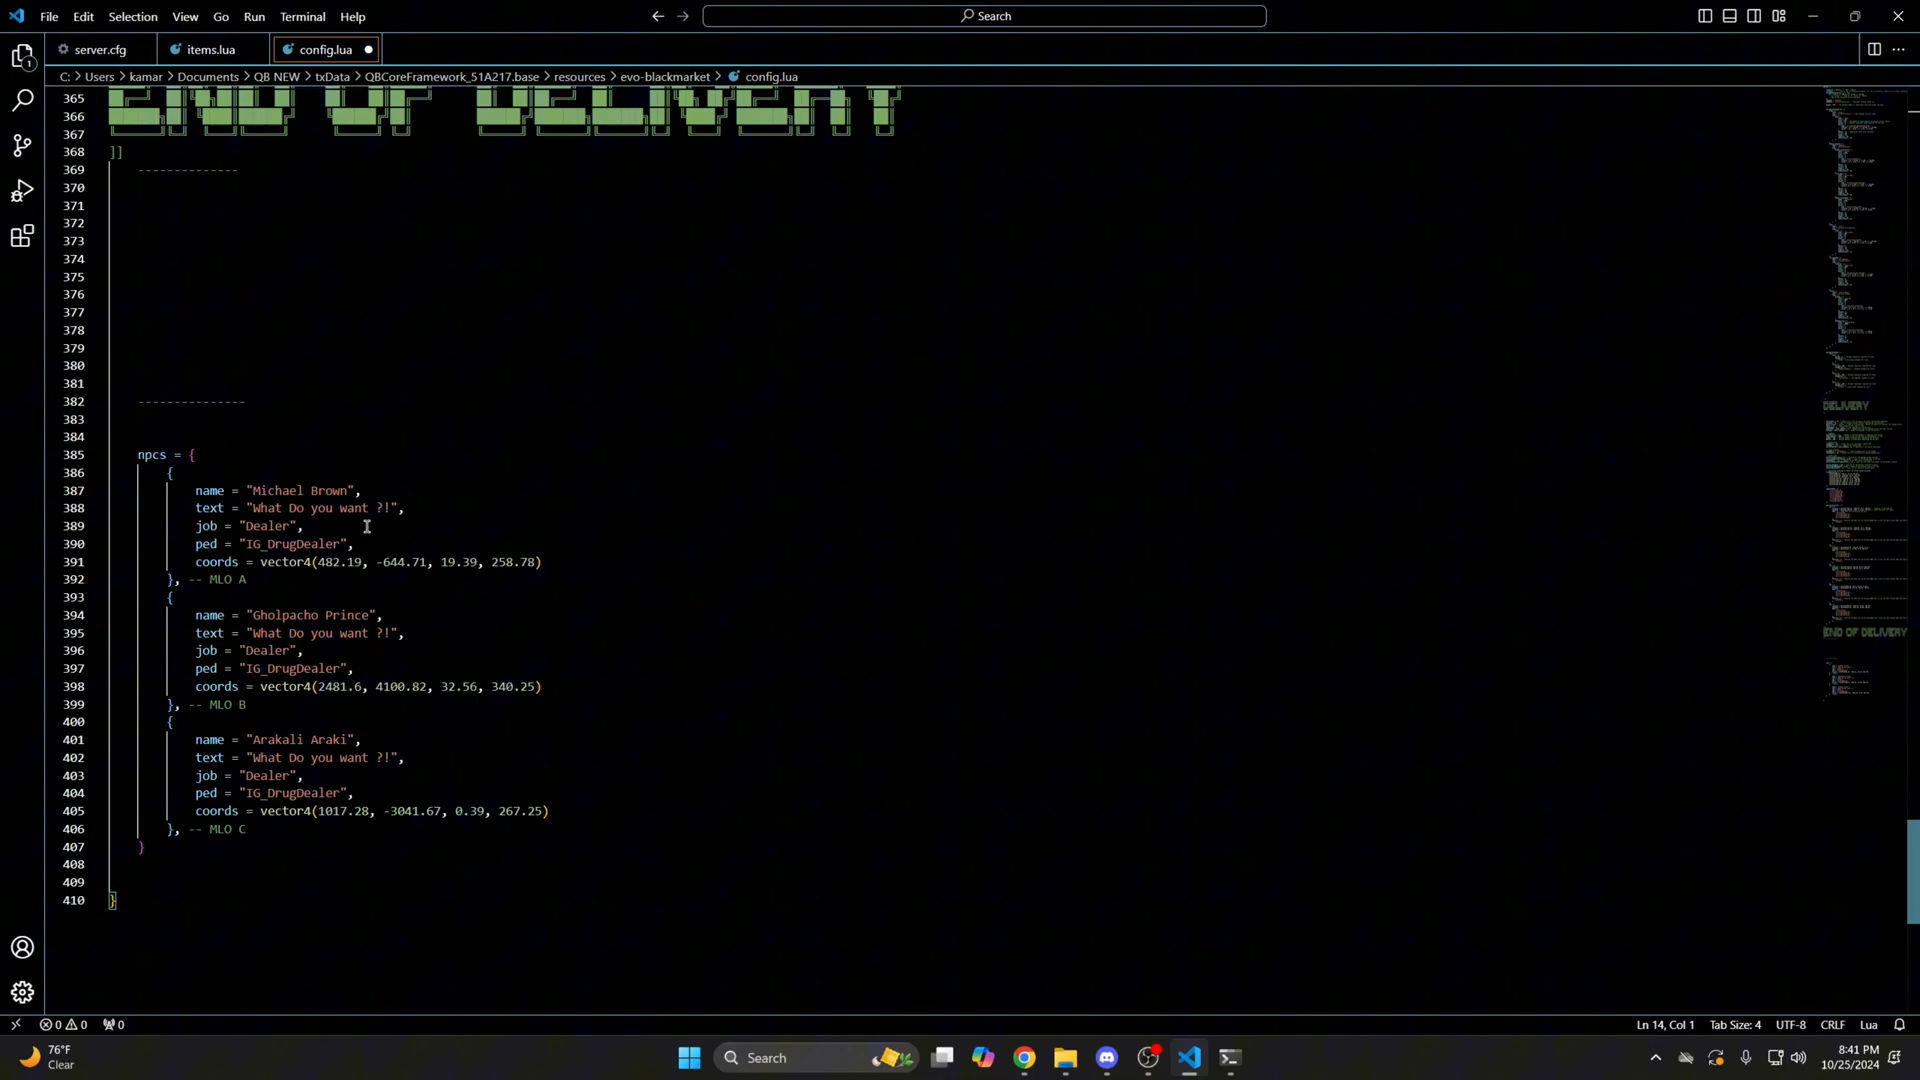 File Edit Selection View Go Run Terminal Help
Search
server.cfg items.lua config.lua
C: > Users > kamar > Documents > QB NEW > txData > QBCoreFramework_51A217.base > resources > evo-blackmarket > config.lua
365
366
367
368 ]]
369 --------------
370
371
372
373
374
375
376
377
378
379
380
381
382 ---------------
383
384
385 npcs = {
386 {
387 name = "Michael Brown",
388 text = "What Do you want ?!",
389 job = "Dealer",
390 ped = "IG_DrugDealer",
391 coords = vector4(482.19, -644.71, 19.39, 258.78)
392 }, -- MLO A
393 {
394 name = "Gholpacho Prince",
395 text = "What Do you want ?!",
396 job = "Dealer",
397 ped = "IG_DrugDealer",
398 coords = vector4(2481.6, 4100.82, 32.56, 340.25)
399 }, -- MLO B
400 {
401 name = "Arakali Araki",
402 text = "What Do you want ?!",
403 job = "Dealer",
404 ped = "IG_DrugDealer",
405 coords = vector4(1017.28, -3041.67, 0.39, 267.25)
406 }, -- MLO C
407 }
408
409
410 }
DELIVERY
END OF DELIVERY
1
0 0 0 Ln 14, Col 1 Tab Size: 4 UTF-8 CRLF Lua
76°F
Clear
Search
8:41 PM
10/25/2024